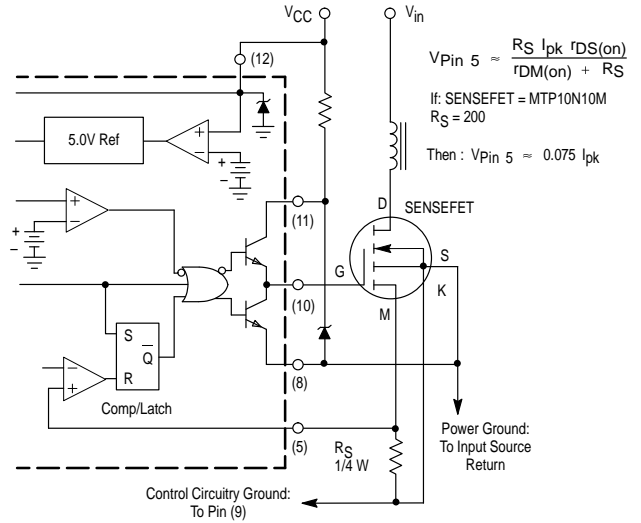 VCC
Vin
(12)
VPin 5 ≈ RS Ipk rDS(on)
rDM(on) + RS
If: SENSEFET = MTP10N10M
RS = 200
Then : VPin 5 ≈ 0.075 Ipk
5.0V Ref
+
−
+
−
D
SENSEFET
(11)
+
−
+
−
G
S
K
(10)
M
S
Q
R
(8)
−
+
Comp/Latch
(5)
RS
1/4 W
Power Ground:
To Input Source
Return
Control Circuitry Ground:
To Pin (9)